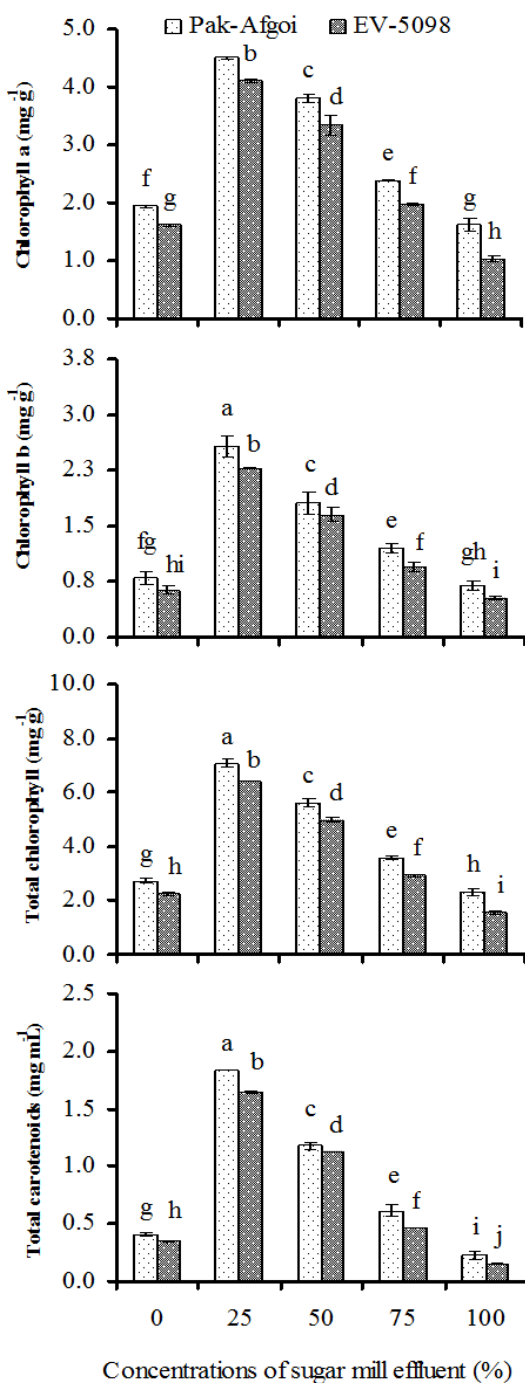 Pak-Afgoi EV-5098
Chlorophyll a (mg g-1)
5.0
4.0
3.0
2.0
1.0
0.0
b
c
d
e
f
f
g
g
h
Chlorophyll b (mg g-1)
3.8
3.0
2.3
1.5
0.8
0.0
a
b
c
d
e
f
fg
hi
gh
i
Total chlorophyll (mg g-1)
10.0
8.0
6.0
4.0
2.0
0.0
a
b
c
d
e
f
g
h
h
i
Total carotenoids (mg mL-1)
2.5
2.0
1.5
1.0
0.5
0.0
a
b
c
d
e
f
g
h
i
j
0 25 50 75 100
Concentrations of sugar mill effluent (%)